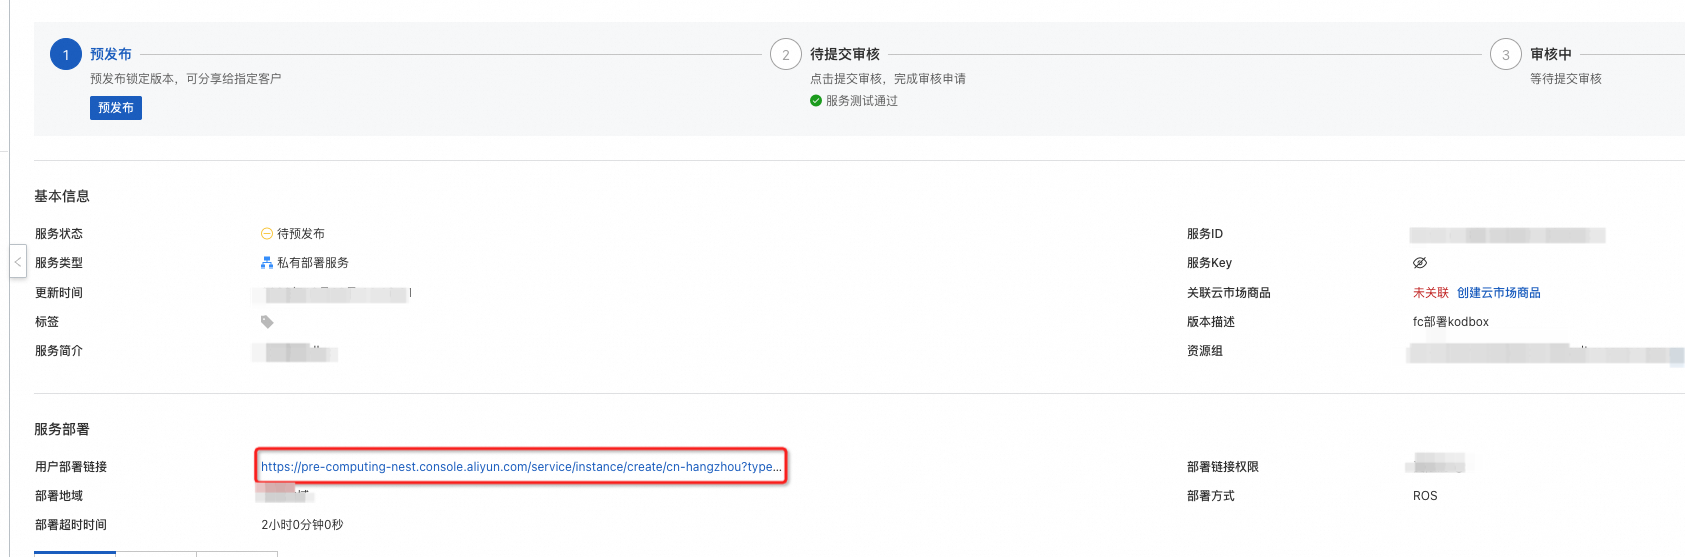 1 预发布
预发布锁定版本，可分享给指定客户
预发布
2 待提交审核
点击提交审核，完成审核申请
服务测试通过
3 审核中
等待提交审核
基本信息
服务状态 待预发布 服务ID
服务类型 私有部署服务 服务Key
更新时间 关联云市场商品 未关联 创建云市场商品
标签 版本描述 fc部署kodbox
服务简介 资源组
服务部署
用户部署链接 https://pre-computing-nest.console.aliyun.com/service/instance/create/cn-hangzhou?type... 部署链接权限
部署地域 部署方式 ROS
部署超时时间 2小时0分钟0秒